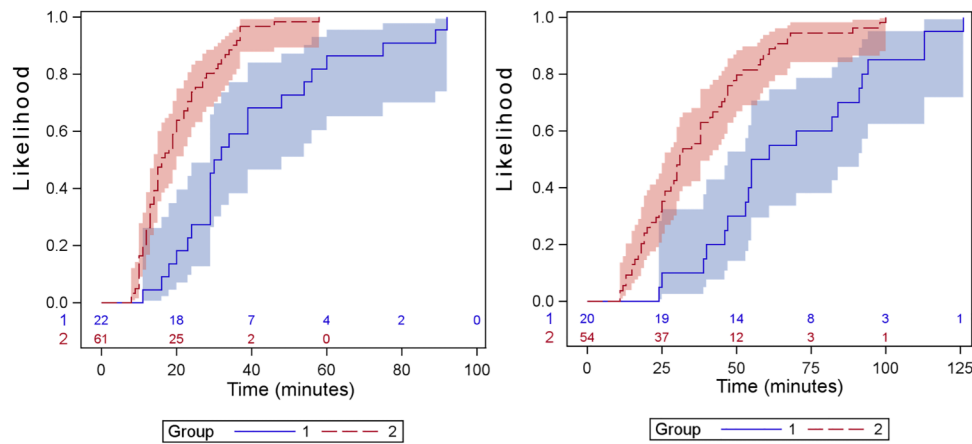 1.0
0.8
0.6
0.4
0.2
0.0
Likelihood
1 22 18 7 4 2 0
2 61 25 2 0
0 20 40 60 80 100
Time (minutes)
Group 1 2
1.0
0.8
0.6
0.4
0.2
0.0
Likelihood
1 20 19 14 8 3 1
2 54 37 12 3 1
0 25 50 75 100 125
Time (minutes)
Group 1 2